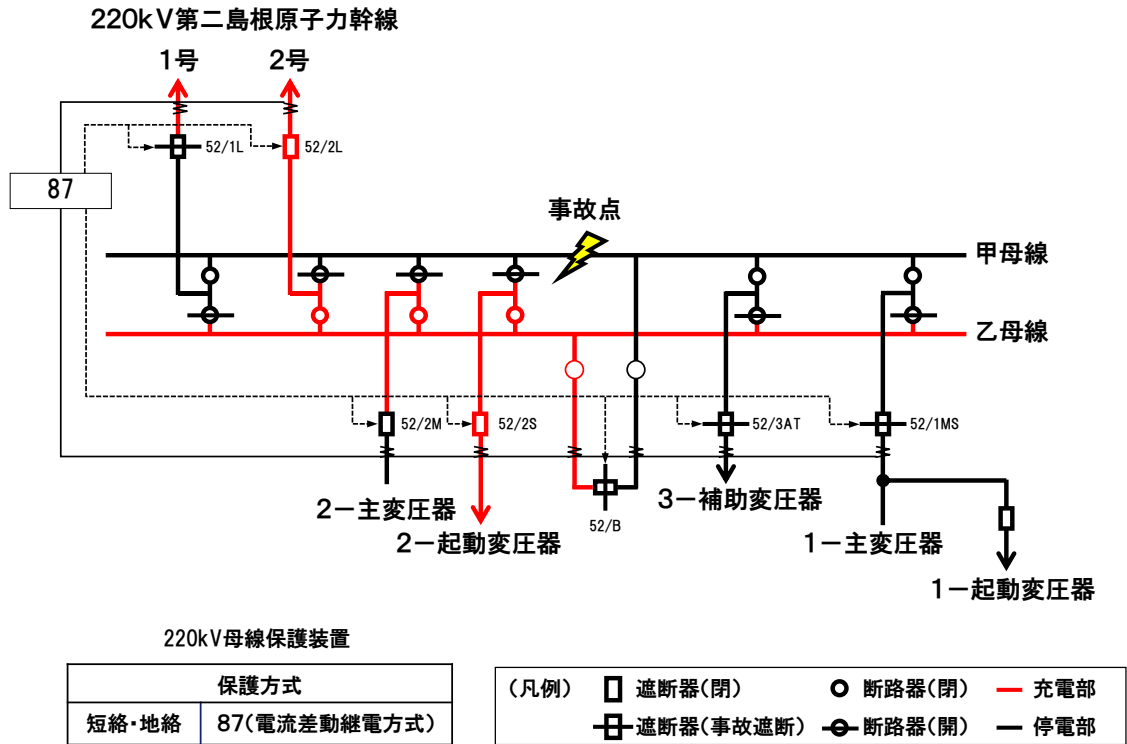 220kV第二島根原子力幹線
1号 2号
52/1L 52/2L
87
事故点
甲母線
乙母線
52/2M 52/2S 52/3AT 52/1MS
2－主変圧器 52/B 3－補助変圧器
2－起動変圧器 1－主変圧器
1－起動変圧器
220kV母線保護装置
保護方式
短絡・地絡 87(電流差動継電方式)
(凡例) 遮断器(閉) 断路器(閉) 充電部
遮断器(事故遮断) 断路器(開) 停電部